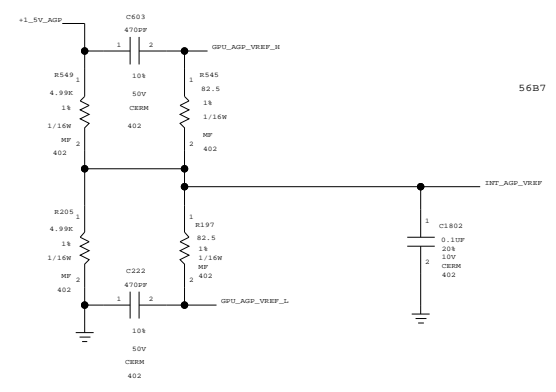 +1_5V_AGP
C603
470PF
1 2
GPU_AGP_VREF_H
10%
50V
CERM
402
R549
1
4.99K
1%
1/16W
MF
2
402
R545
1
82.5
1%
1/16W
MF
2
402
56B7
INT_AGP_VREF
R205
1
4.99K
1%
1/16W
MF
2
402
R197
1
82.5
1%
1/16W
MF
2
402
C1802
1
0.1UF
20%
10V
2
CERM
402
C222
470PF
1 2
GPU_AGP_VREF_L
10%
50V
CERM
402